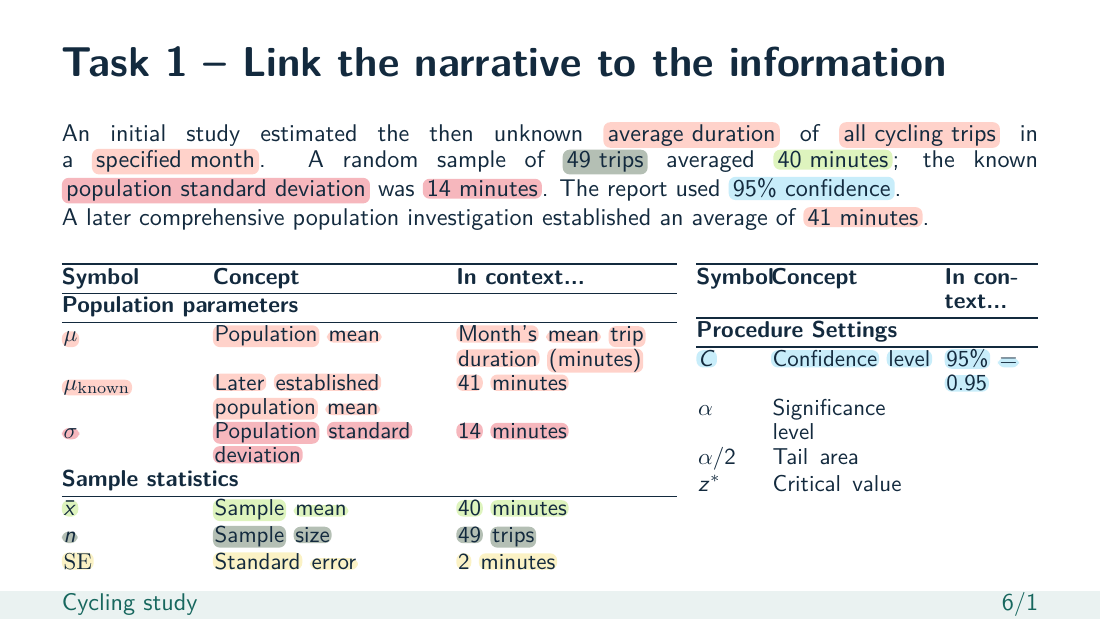 Task 1 – Link the narrative to the information
An initial study estimated the then unknown average duration of all cycling trips in
a specified month. A random sample of 49 trips averaged 40 minutes; the known
population standard deviation was 14 minutes. The report used 95% confidence.
A later comprehensive population investigation established an average of 41 minutes.
Symbol Concept In context...
Population parameters
μ Population mean Month's mean trip
duration (minutes)
μknown Later established 41 minutes
population mean
σ Population standard 14 minutes
deviation
Sample statistics
x̄ Sample mean 40 minutes
n Sample size 49 trips
SE Standard error 2 minutes
Symbol Concept In con-
text...
Procedure Settings
C Confidence level 95% =
0.95
α Significance
level
α/2 Tail area
z* Critical value
Cycling study 6/1